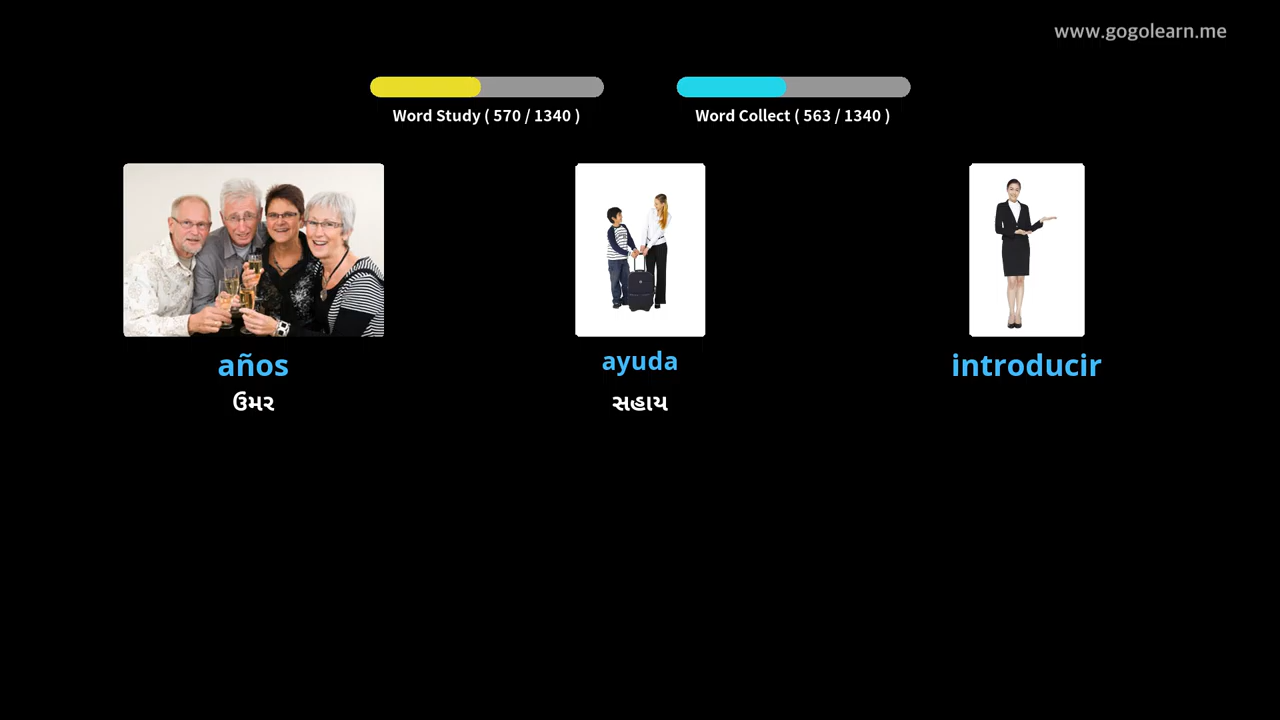 www.gogolearn.me
Word Study ( 570 / 1340 )
Word Collect ( 563 / 1340 )
años
ઉંમર
ayuda
સહાય
introducir